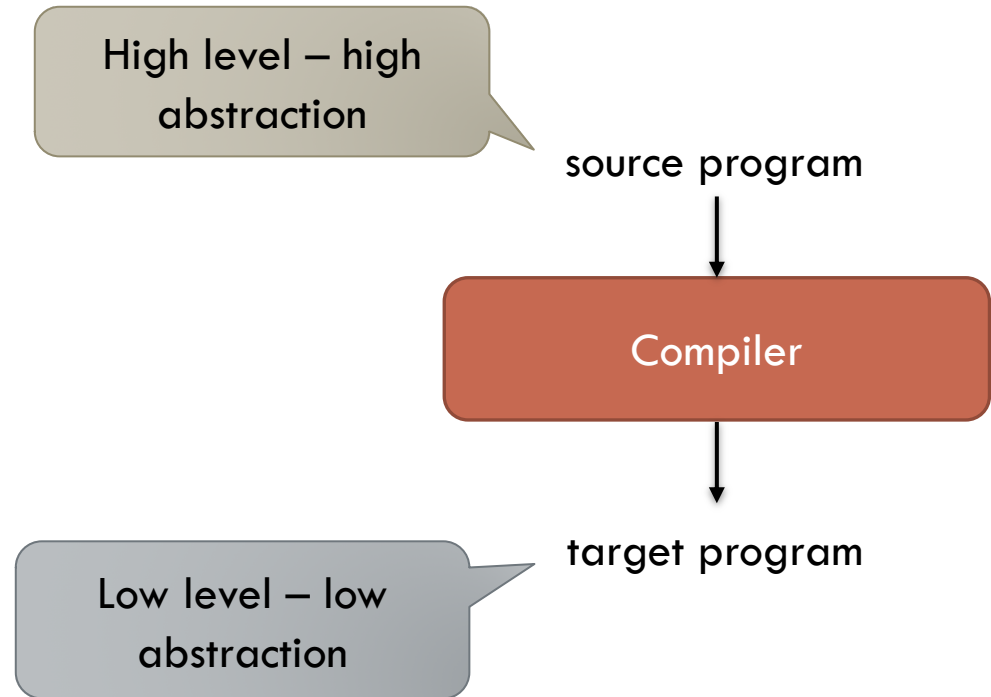 High level – high
abstraction
source program
Compiler
target program
Low level – low
abstraction